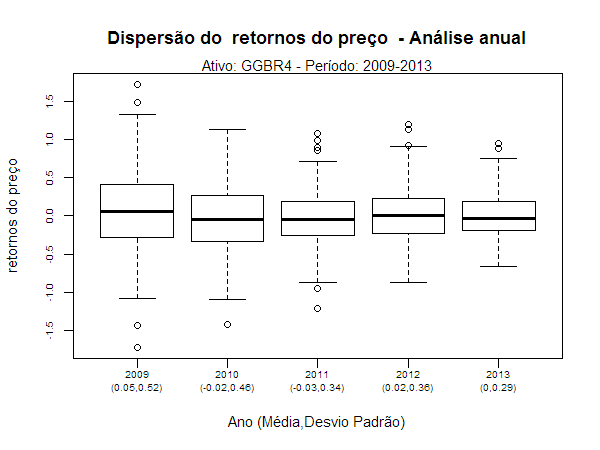 Dispersão do  retornos do preço  - Análise anual
Ativo: GGBR4 - Período: 2009-2013
retornos do preço
1.5
1.0
0.5
0.0
-0.5
-1.0
-1.5
2009 2010 2011 2012 2013
(0.05,0.52) (-0.02,0.46) (-0.03,0.34) (0.02,0.36) (0,0.29)
Ano (Média,Desvio Padrão)